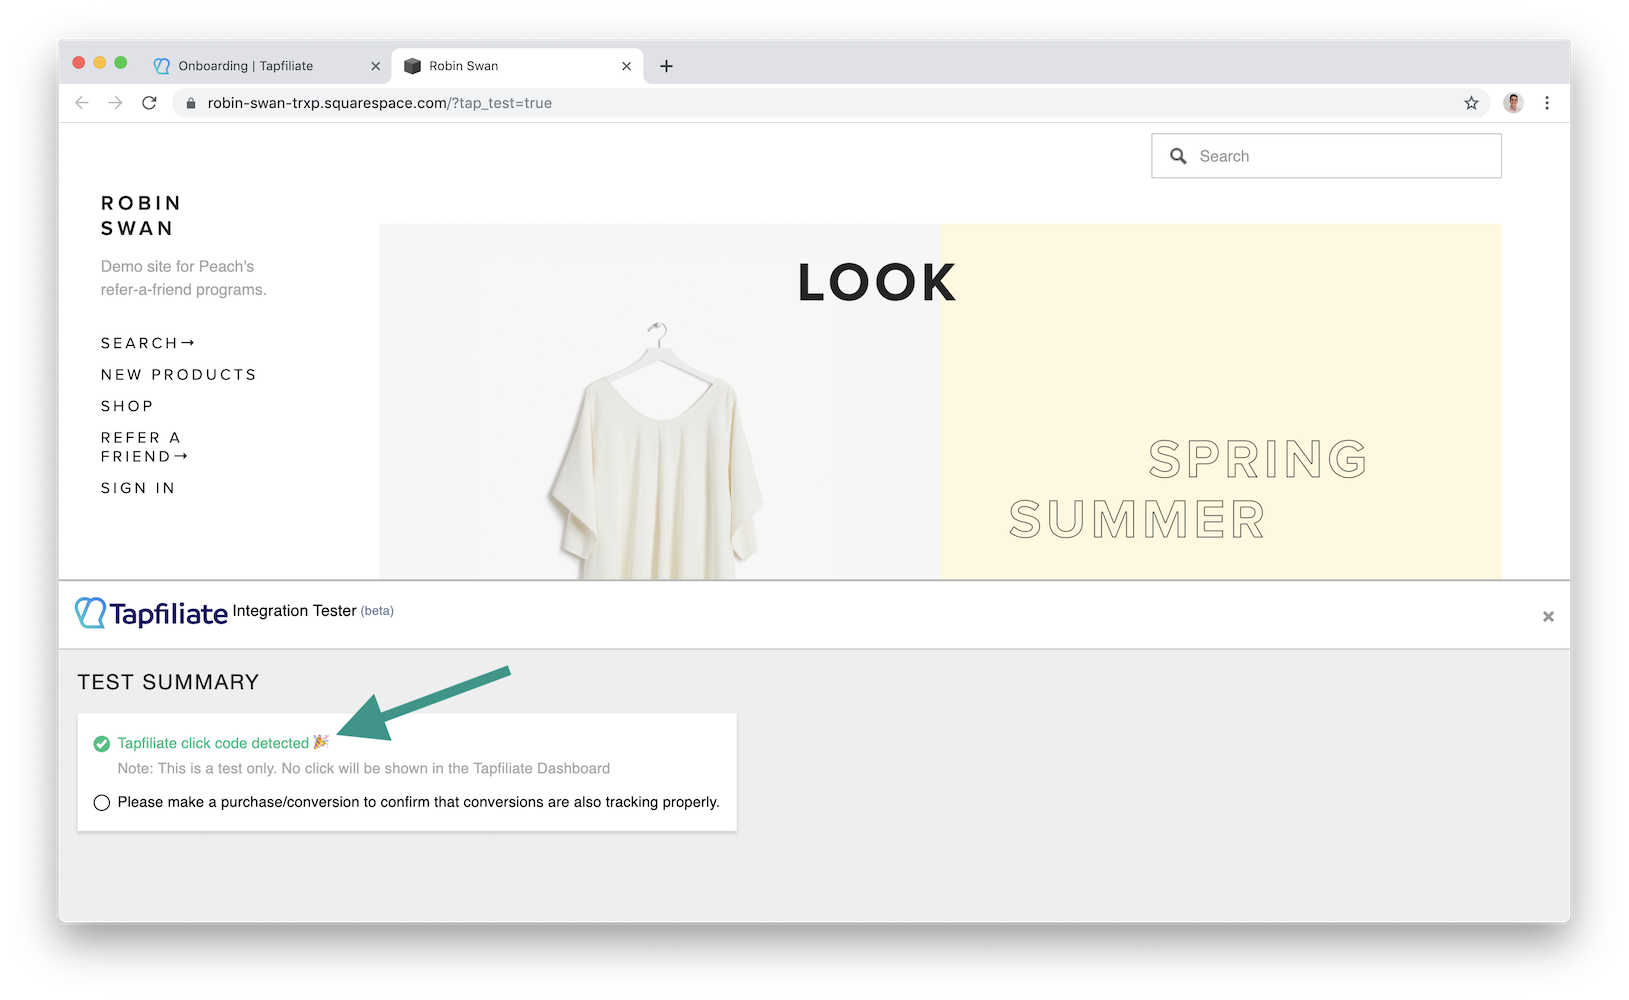 Onboarding | Tapfiliate
Robin Swan
robin-swan-trxp.squarespace.com/?tap_test=true
Search
ROBIN
SWAN
Demo site for Peach's
refer-a-friend programs.
SEARCH→
NEW PRODUCTS
SHOP
REFER A
FRIEND→
SIGN IN
LOOK
SPRING
SUMMER
Tapfiliate Integration Tester (beta)
TEST SUMMARY
Tapfiliate click code detected 🎉
Note: This is a test only. No click will be shown in the Tapfiliate Dashboard
Please make a purchase/conversion to confirm that conversions are also tracking properly.